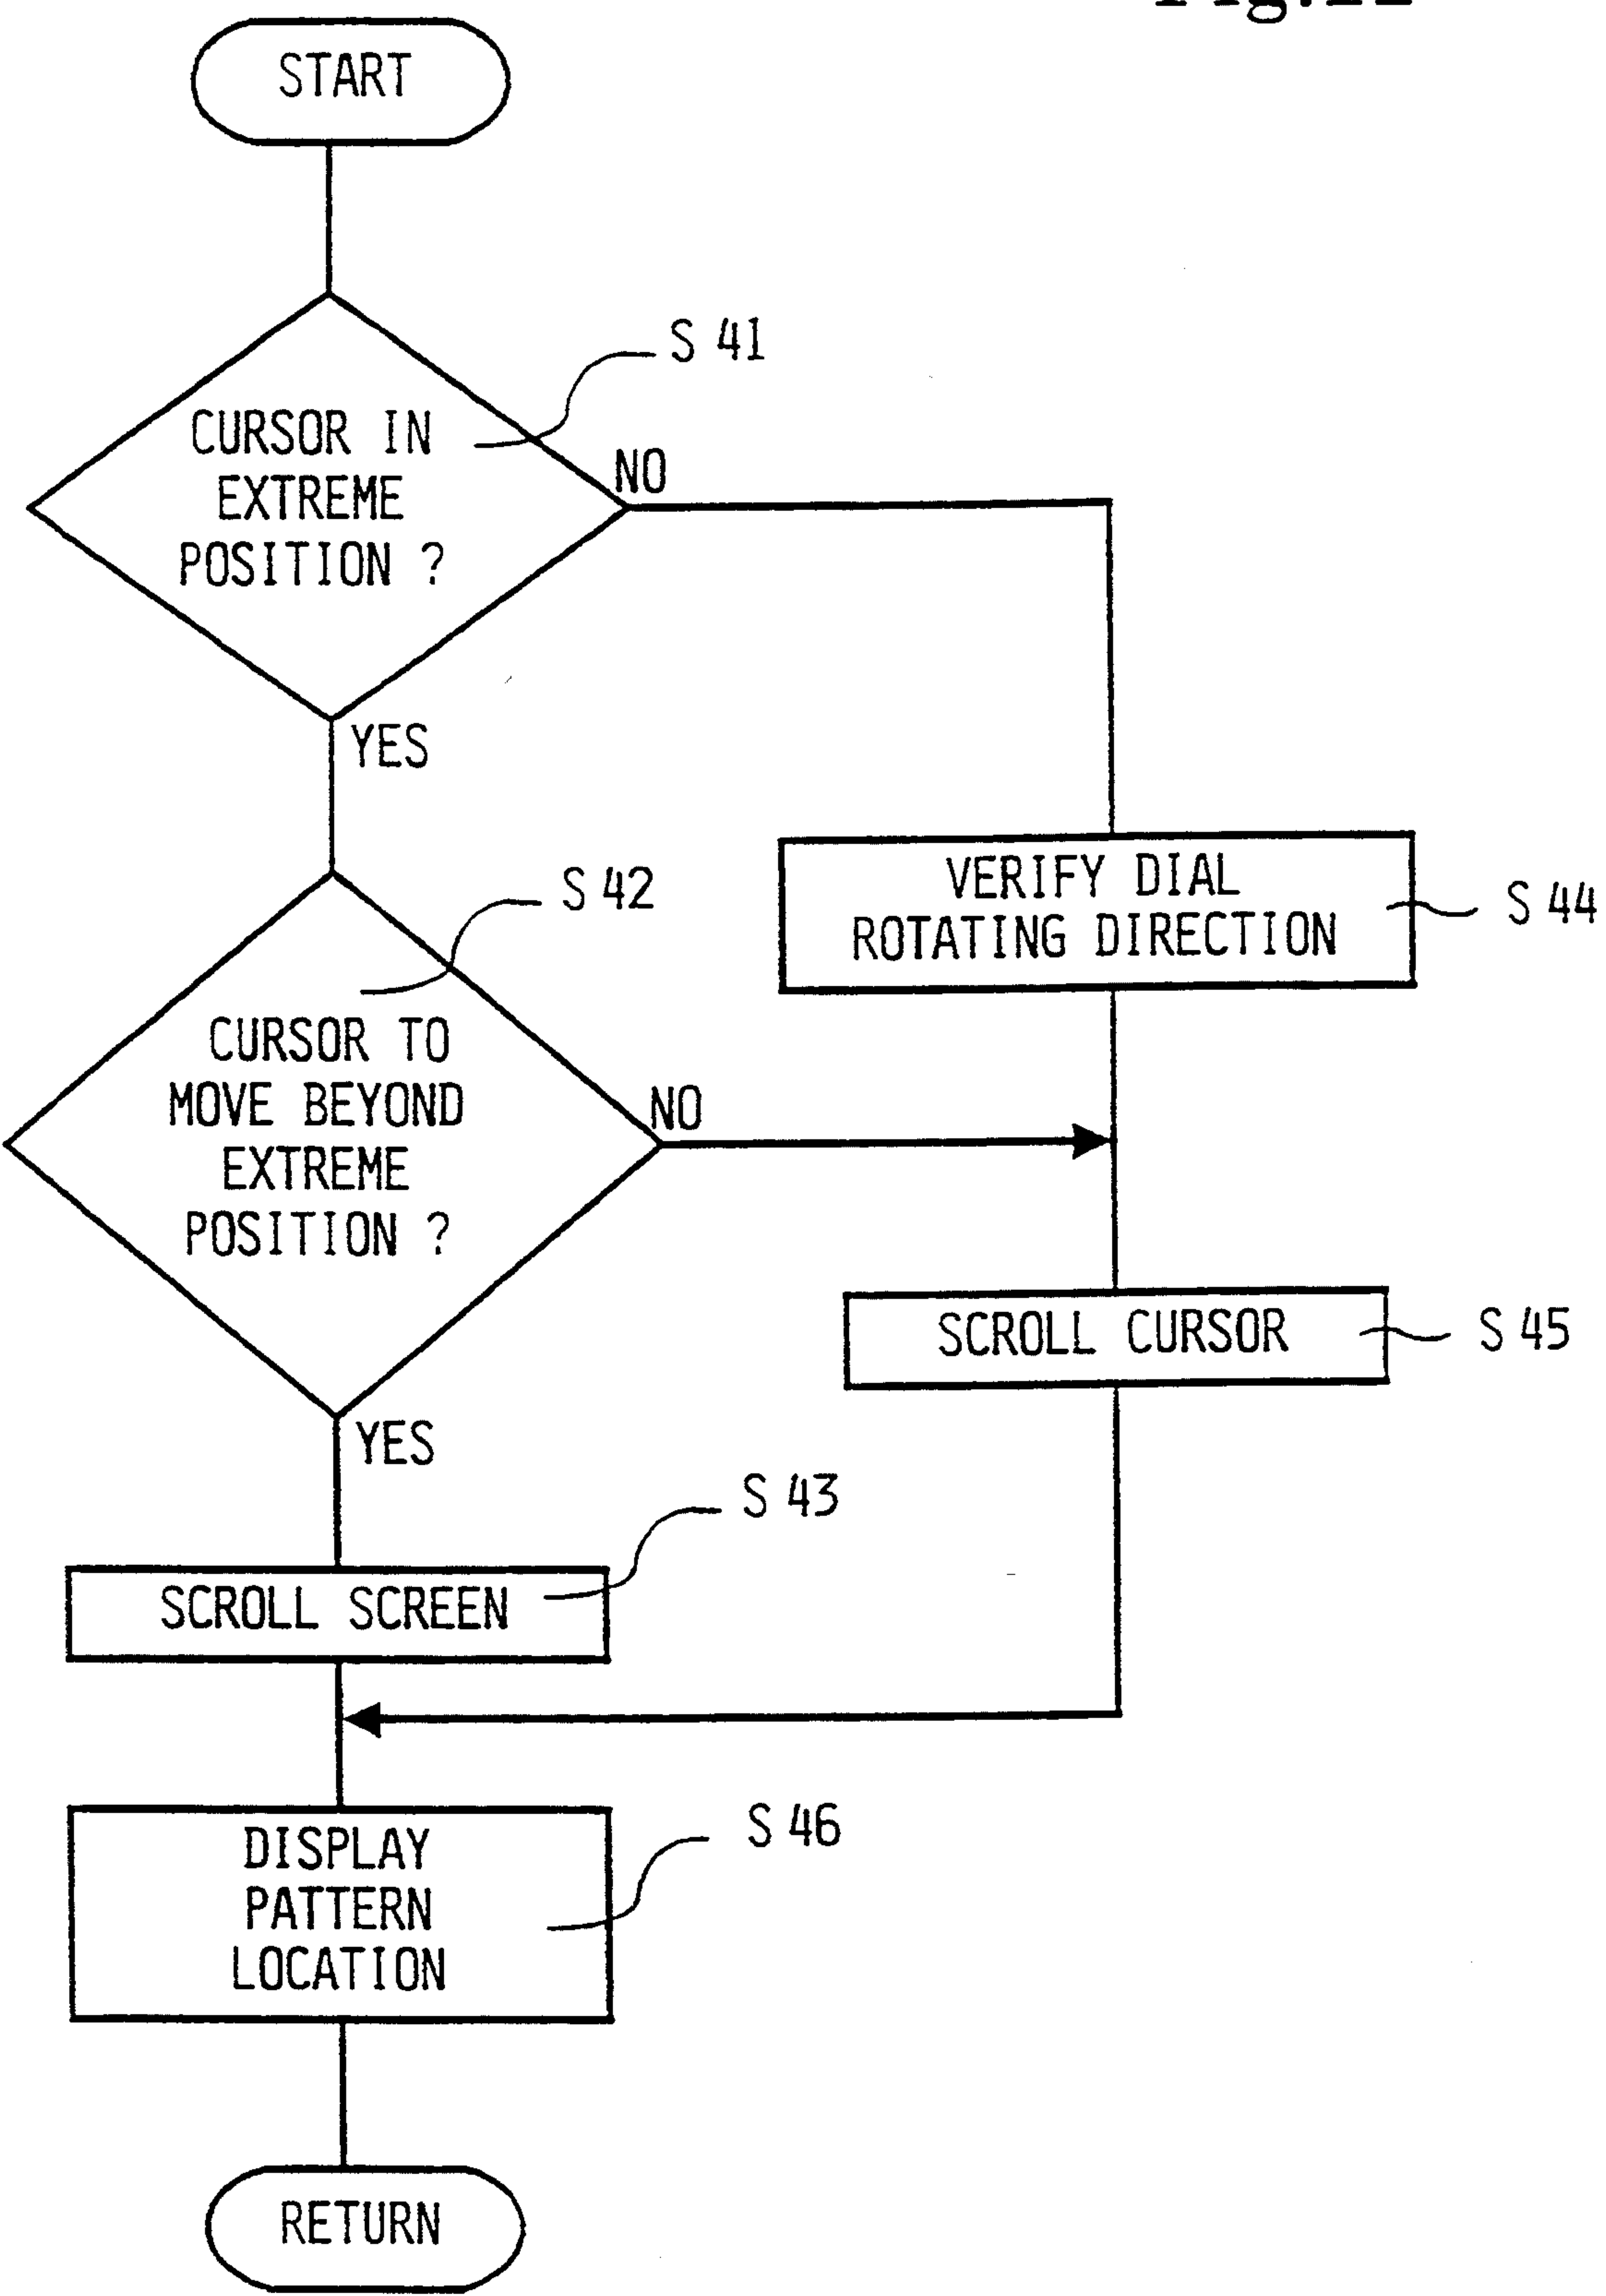 START
S 41
CURSOR IN
EXTREME
POSITION ?
NO
YES
S 42
VERIFY DIAL
ROTATING DIRECTION
S 44
CURSOR TO
MOVE BEYOND
EXTREME
POSITION ?
NO
SCROLL CURSOR
S 45
YES
S 43
SCROLL SCREEN
S 46
DISPLAY
PATTERN
LOCATION
RETURN